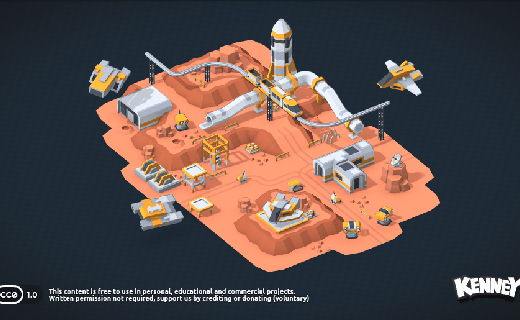 CC0 1.0
This content is free to use in personal, educational and commercial projects.
Written permission not required, support us by crediting or donating (voluntary)
KENNEY